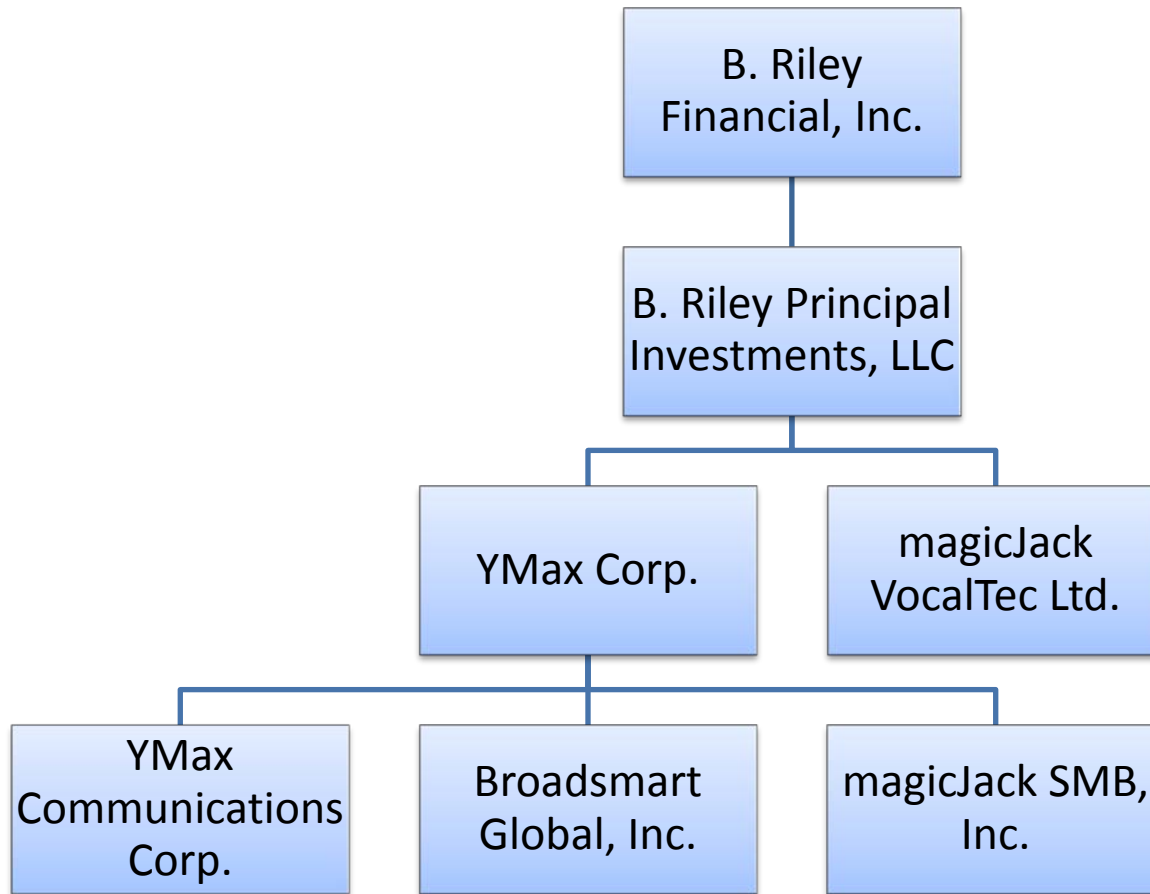 B. Riley
Financial, Inc.
B. Riley Principal
Investments, LLC
YMax Corp.
magicJack
VocalTec Ltd.
YMax
Communications
Corp.
Broadsmart
Global, Inc.
magicJack SMB,
Inc.